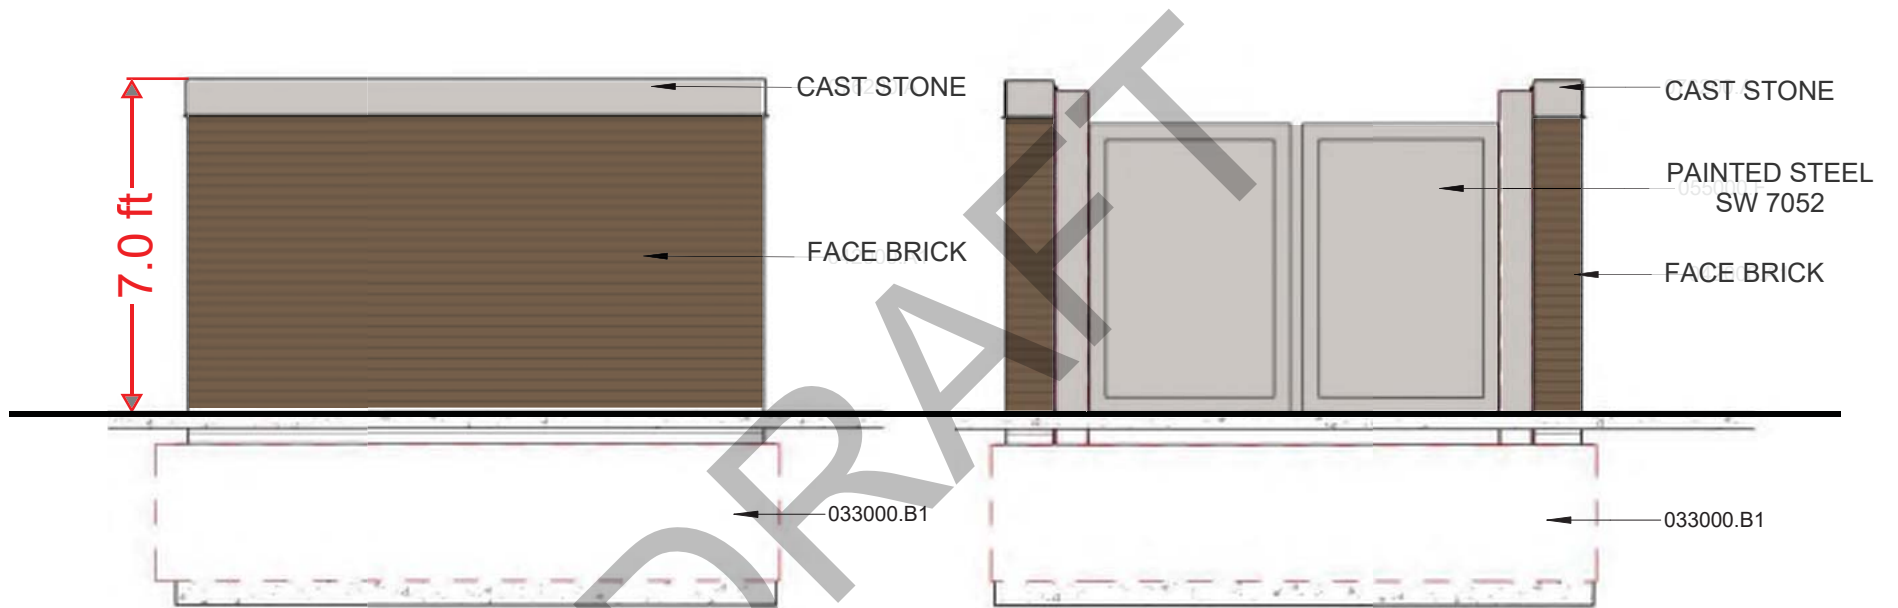 CAST STONE
7.0 ft
FACE BRICK
033000.B1
CAST STONE
PAINTED STEEL
SW 7052
FACE BRICK
033000.B1
DRAFT